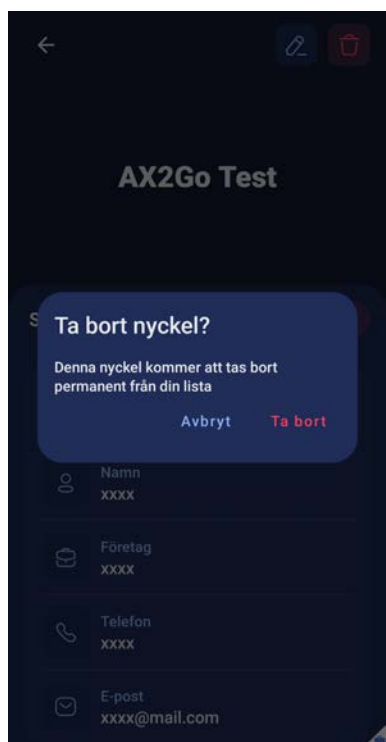 AX2Go Test
S
Ta bort nyckel?
Denna nyckel kommer att tas bort
permanent från din lista
Avbryt Ta bort
Namn
xxxx
Företag
xxxx
Telefon
xxxx
E-post
xxxx@mail.com